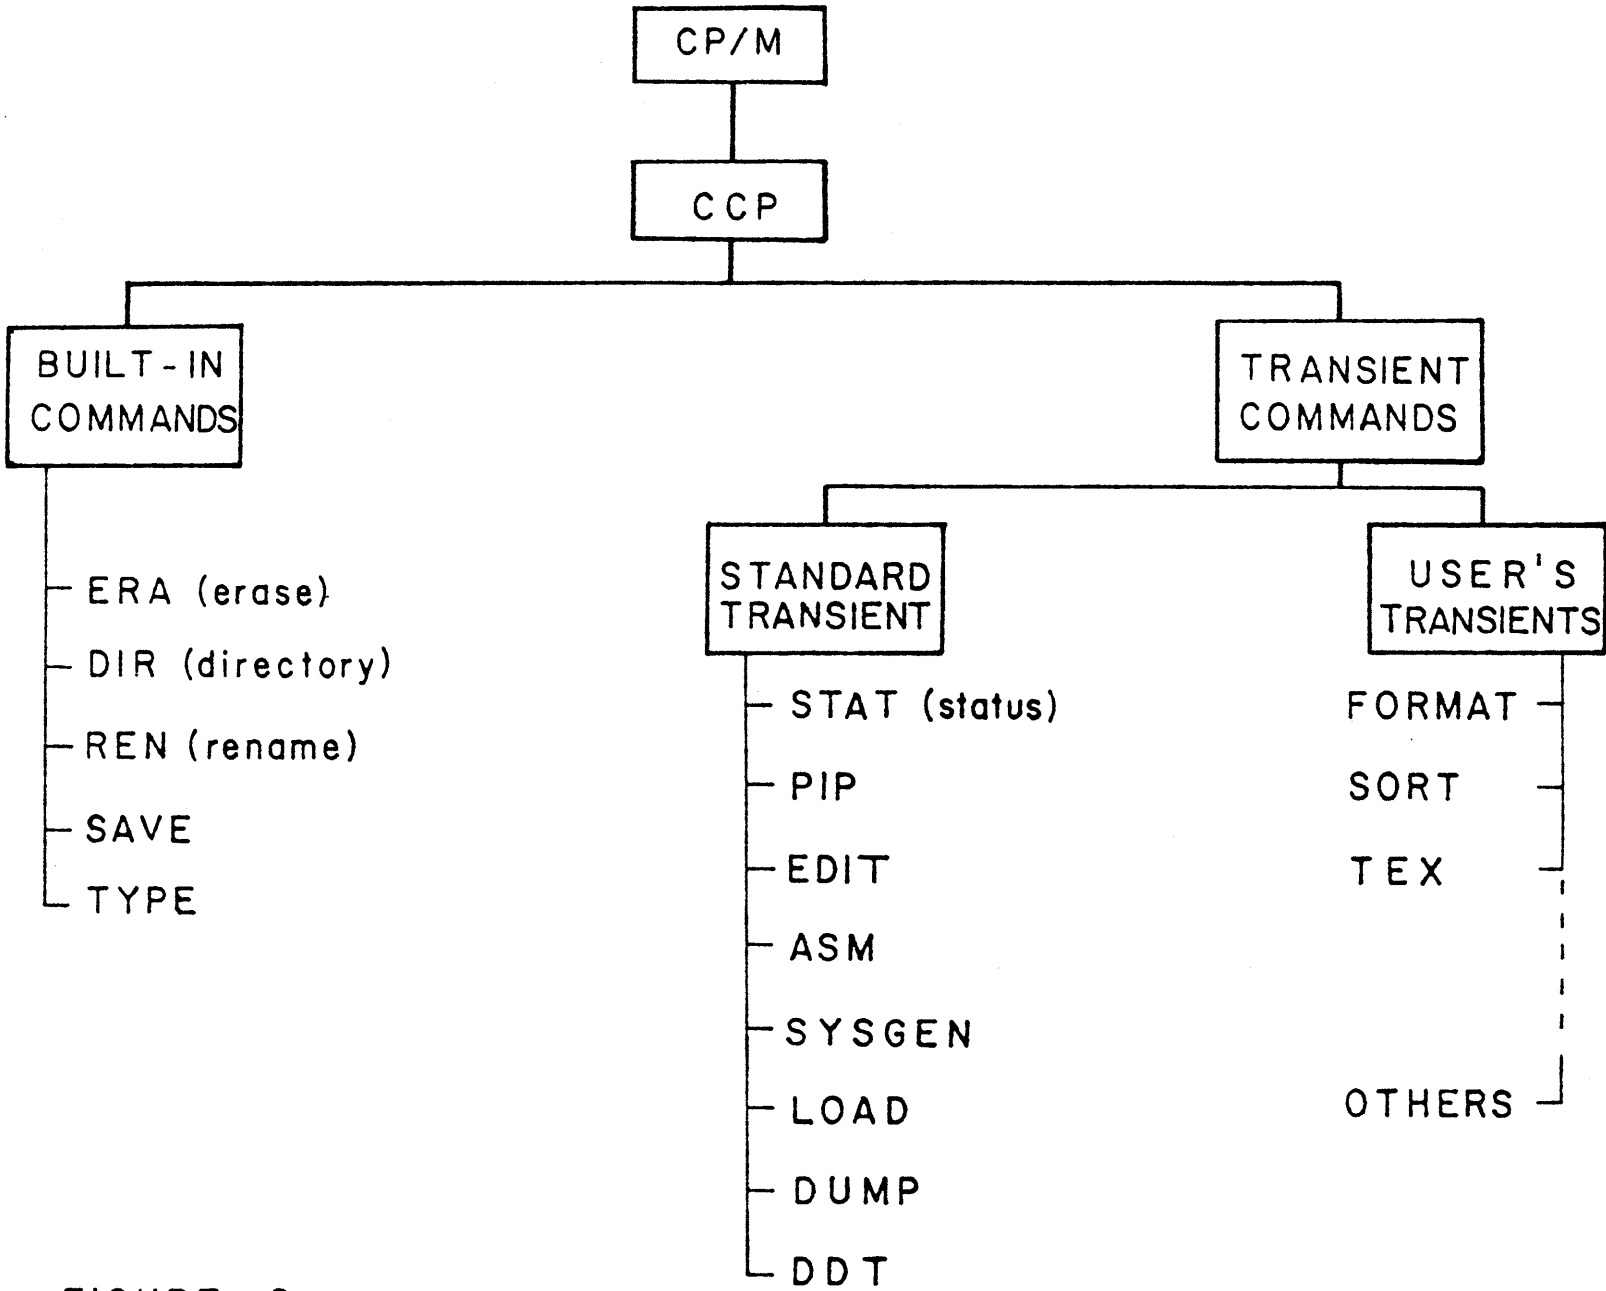 CP/M
CCP
BUILT-IN
COMMANDS
ERA (erase)
DIR (directory)
REN (rename)
SAVE
TYPE
TRANSIENT
COMMANDS
STANDARD
TRANSIENT
STAT (status)
PIP
EDIT
ASM
SYSGEN
LOAD
DUMP
DDT
USER'S
TRANSIENTS
FORMAT
SORT
TEX
OTHERS